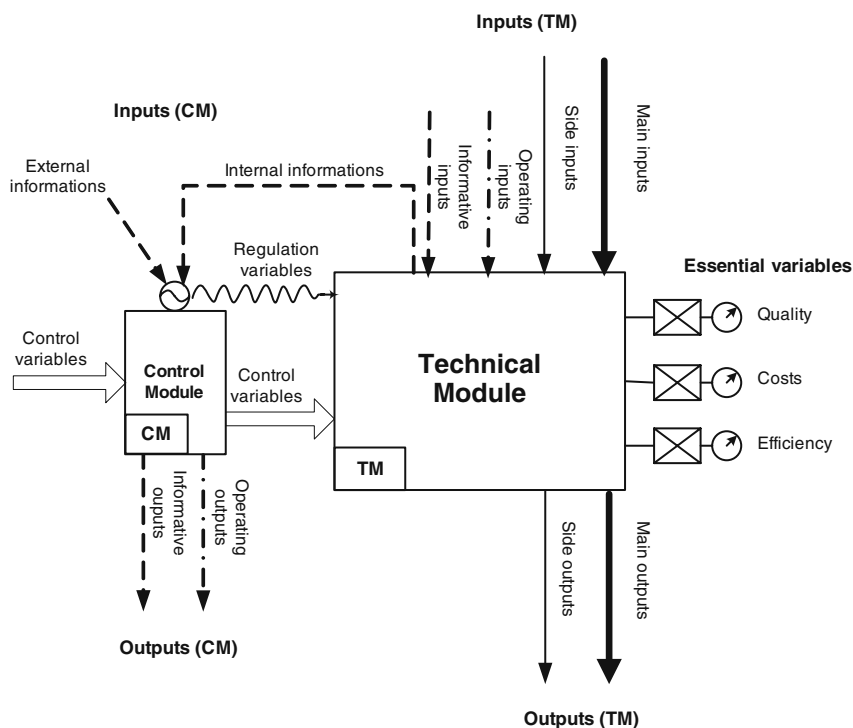 Inputs (TM)
Inputs (CM)
External
informations
Internal informations
Informative
inputs
Operating
inputs
Side inputs
Main inputs
Regulation
variables
Essential variables
Quality
Costs
Efficiency
Control
variables
Control
Module
CM
Control
variables
Technical
Module
TM
Informative
ouputs
Operating
outputs
Side outputs
Main outputs
Outputs (CM)
Outputs (TM)